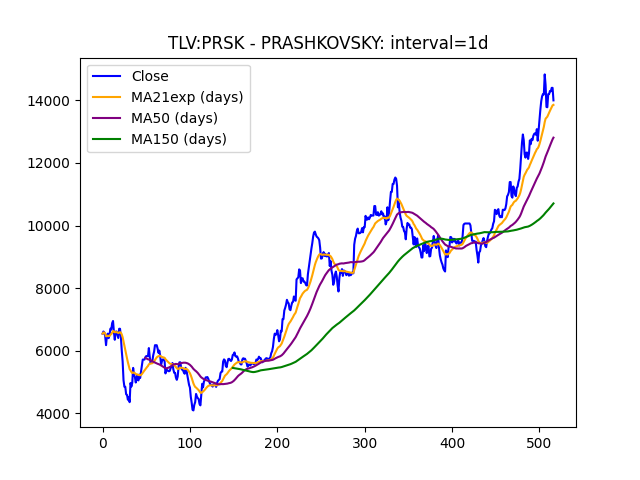 TLV:PRSK - PRASHKOVSKY: interval=1d
Close
MA21exp (days)
MA50 (days)
MA150 (days)
14000
12000
10000
8000
6000
4000
0 100 200 300 400 500